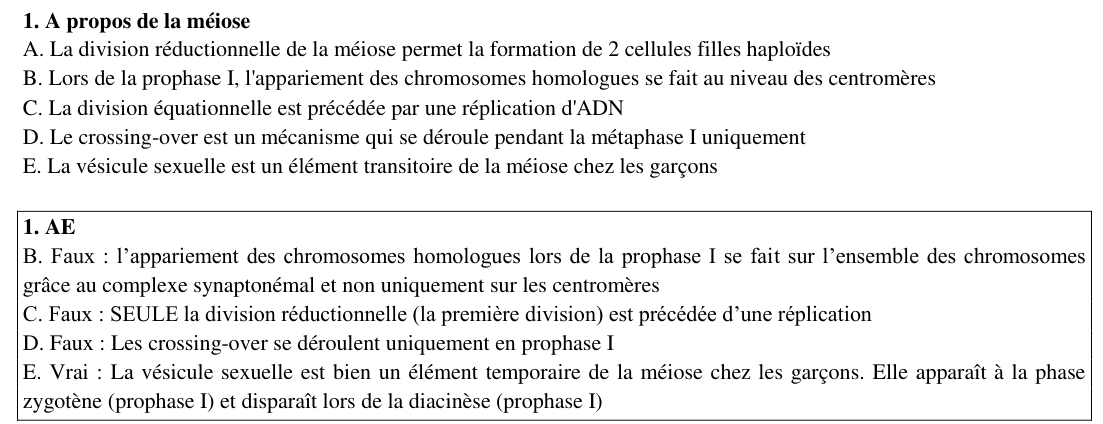 1. A propos de la méiose
A. La division réductionnelle de la méiose permet la formation de 2 cellules filles haploïdes
B. Lors de la prophase I, l'appariement des chromosomes homologues se fait au niveau des centromères
C. La division équationnelle est précédée par une réplication d'ADN
D. Le crossing-over est un mécanisme qui se déroule pendant la métaphase I uniquement
E. La vésicule sexuelle est un élément transitoire de la méiose chez les garçons
1. AE
B. Faux : l’appariement des chromosomes homologues lors de la prophase I se fait sur l’ensemble des chromosomes
grâce au complexe synaptonémal et non uniquement sur les centromères
C. Faux : SEULE la division réductionnelle (la première division) est précédée d’une réplication
D. Faux : Les crossing-over se déroulent uniquement en prophase I
E. Vrai : La vésicule sexuelle est bien un élément temporaire de la méiose chez les garçons. Elle apparaît à la phase
zygotène (prophase I) et disparaît lors de la diacinèse (prophase I)